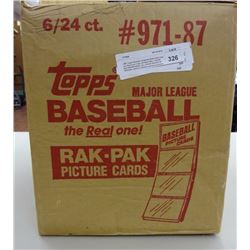 6/24 ct.
#971-87
326
Topps
MAJOR LEAGUE
BASEBALL
the Real one!
RAK-PAK
PICTURE CARDS
BASEBALL
PICTURE CARDS